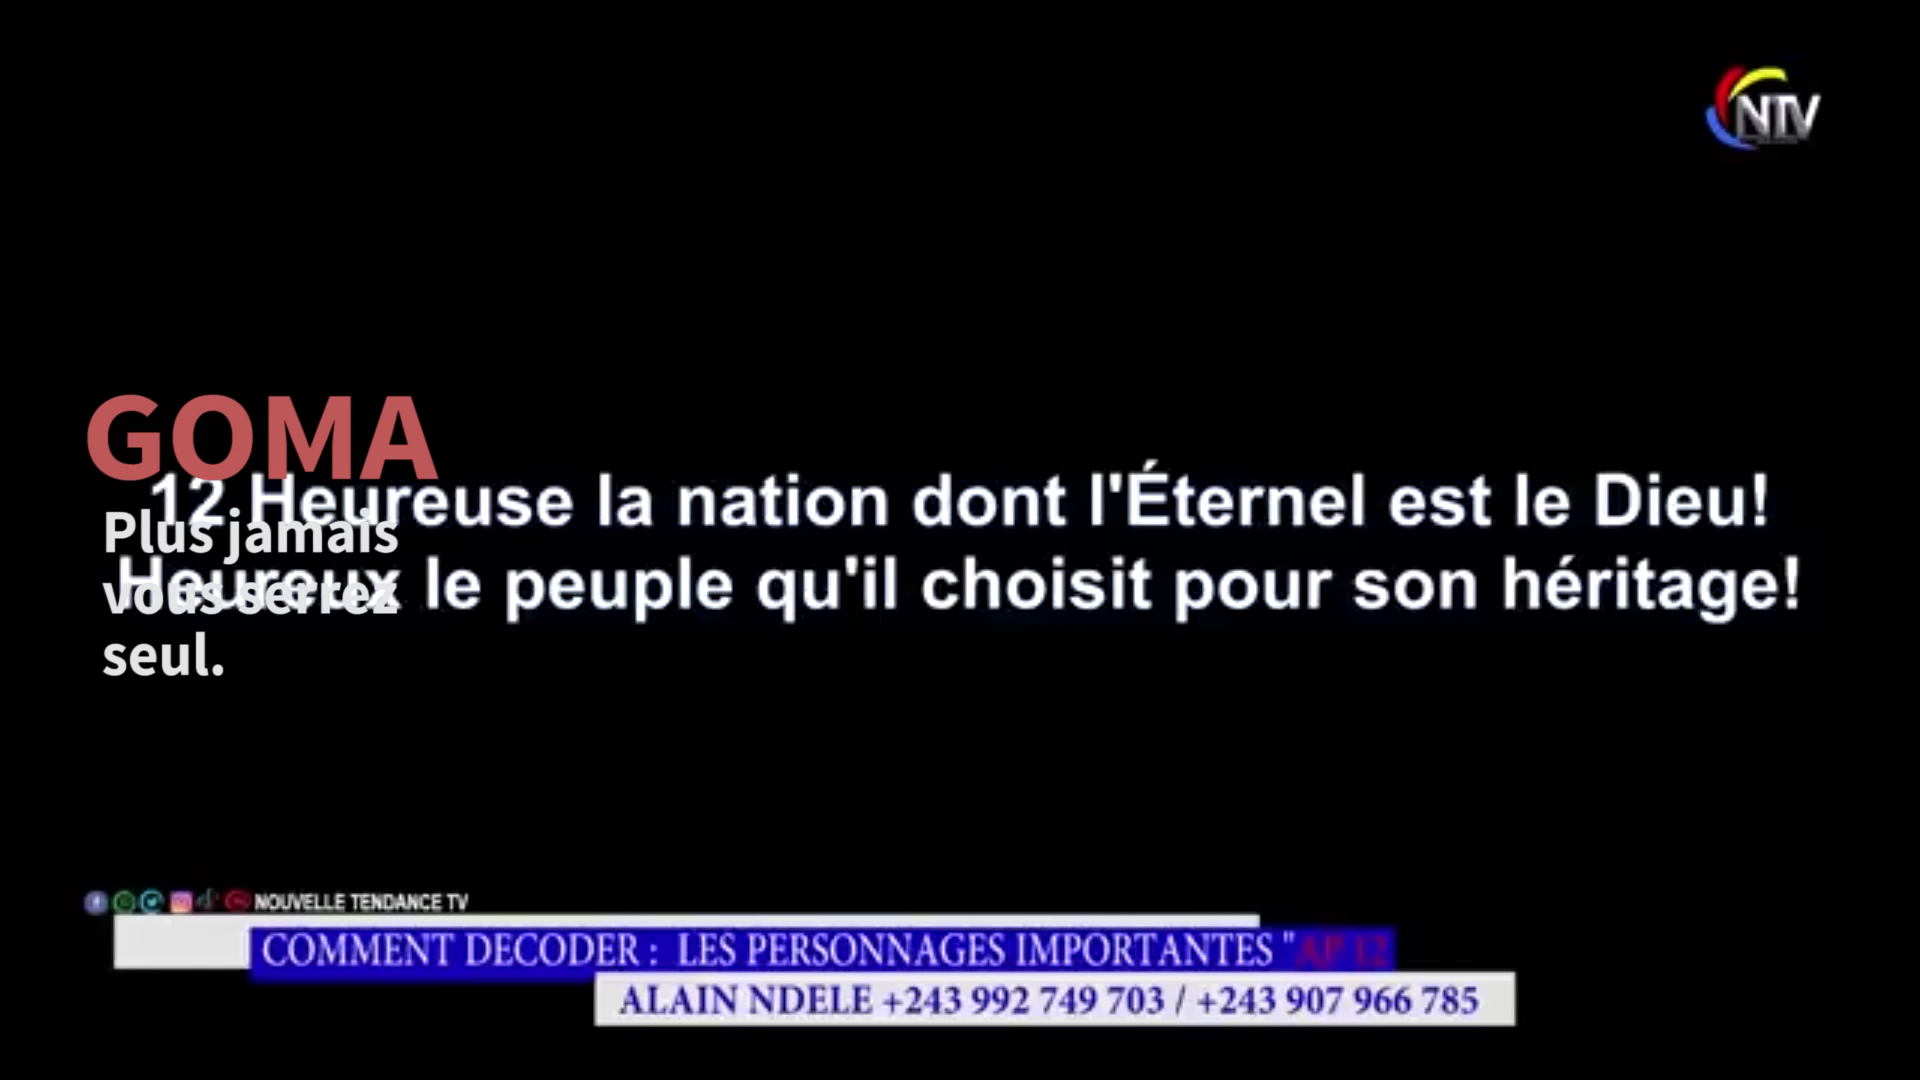 NTV
GOMA
12 Heureuse la nation dont l'Éternel est le Dieu!
Heureux le peuple qu'il choisit pour son héritage!
Plus jamais
vous serrez
seul.
NOUVELLE TENDANCE TV
COMMENT DECODER : LES PERSONNAGES IMPORTANTES "AP 12
ALAIN NDELE +243 992 749 703 / +243 907 966 785